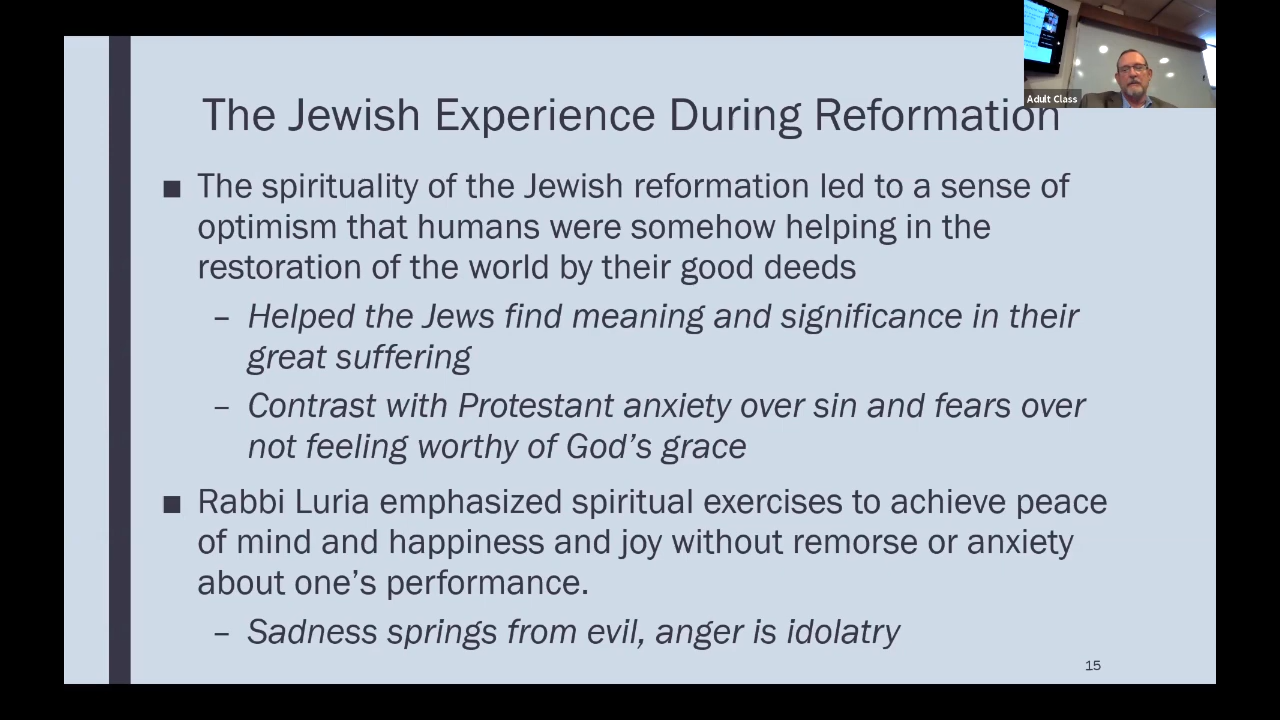 Adult Class
The Jewish Experience During Reformation
■ The spirituality of the Jewish reformation led to a sense of
optimism that humans were somehow helping in the
restoration of the world by their good deeds
– Helped the Jews find meaning and significance in their
great suffering
– Contrast with Protestant anxiety over sin and fears over
not feeling worthy of God’s grace
■ Rabbi Luria emphasized spiritual exercises to achieve peace
of mind and happiness and joy without remorse or anxiety
about one’s performance.
– Sadness springs from evil, anger is idolatry
15